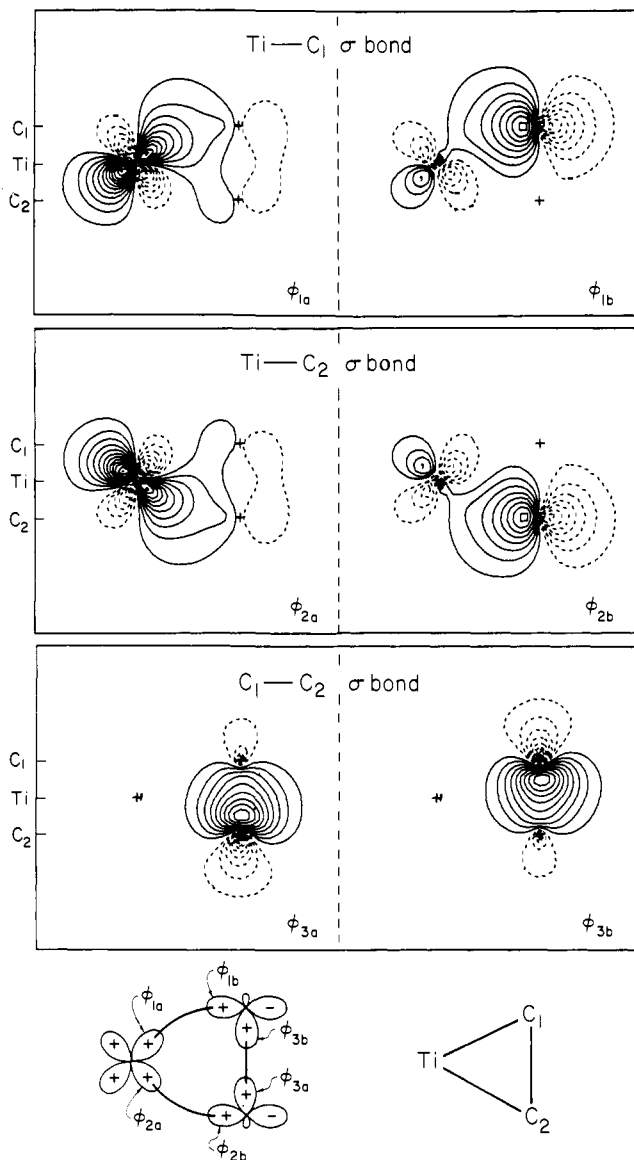 Ti—C₁ σ bond
C₁
Ti
C₂
ϕ₁ₐ
ϕ₁b
Ti—C₂ σ bond
C₁
Ti
C₂
ϕ₂ₐ
ϕ₂b
C₁—C₂ σ bond
C₁
Ti
C₂
ϕ₃ₐ
ϕ₃b
ϕ₁b
ϕ₁ₐ
+ −
+ +
+
ϕ₃b
+ +
+
ϕ₃ₐ
+ −
ϕ₂ₐ
ϕ₂b
C₁
Ti
C₂